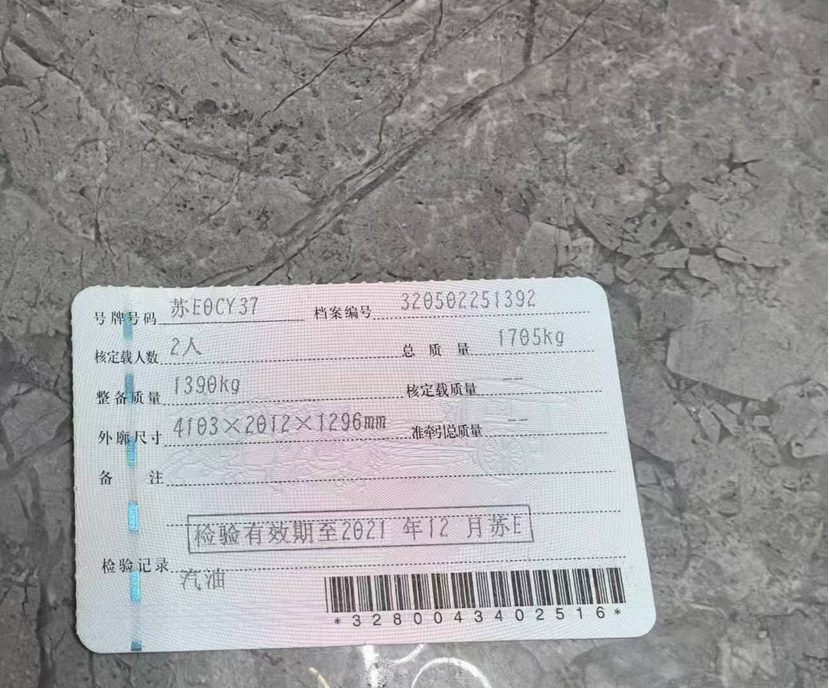 号牌号码 苏E0CY37 档案编号 320502251392
核定载人数 2人 总质量 1705kg
整备质量 1390kg 核定载质量 --
外廓尺寸 4103×2012×1296mm 准牵引总质量 --
备注
检验有效期至2021 年12 月苏E
检验记录
汽油
*3280043402516*